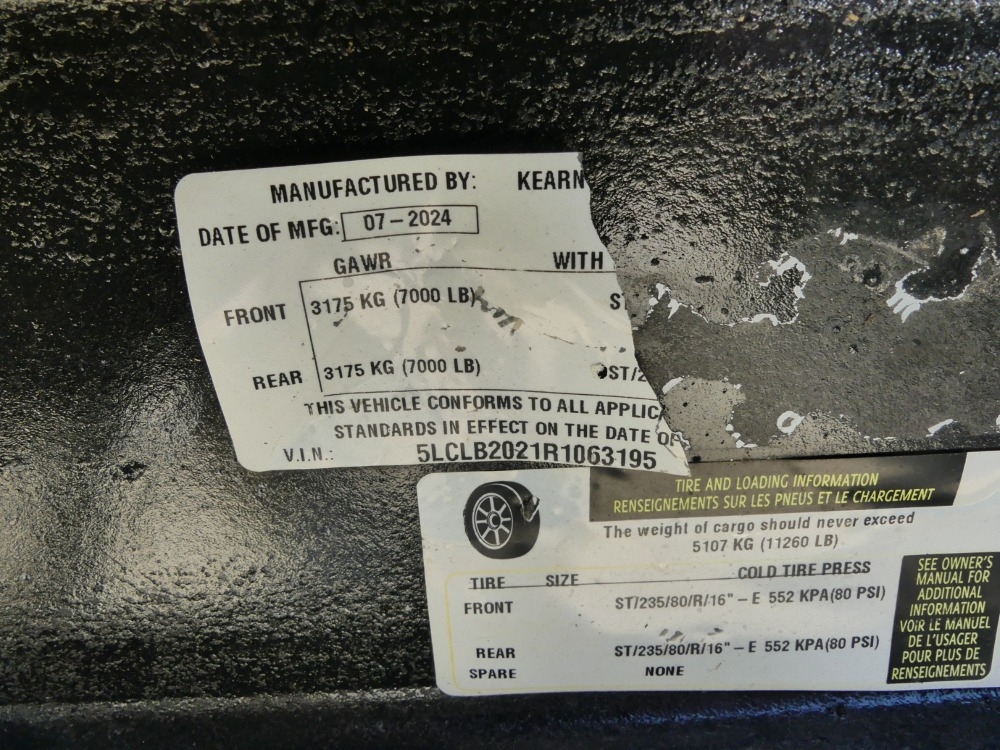 MANUFACTURED BY: KEARN
DATE OF MFG: 07-2024
GAWR WITH
FRONT 3175 KG (7000 LB)
REAR 3175 KG (7000 LB) ST/2
THIS VEHICLE CONFORMS TO ALL APPLIC
STANDARDS IN EFFECT ON THE DATE OF
V.I.N.: 5LCLB2021R1063195
TIRE AND LOADING INFORMATION
RENSEIGNEMENTS SUR LES PNEUS ET LE CHARGEMENT
The weight of cargo should never exceed
5107 KG (11260 LB)
TIRE SIZE COLD TIRE PRESS
FRONT ST/235/80/R/16" - E 552 KPA(80 PSI)
REAR ST/235/80/R/16" - E 552 KPA(80 PSI)
SPARE NONE
SEE OWNER'S
MANUAL FOR
ADDITIONAL
INFORMATION
VOIR LE MANUEL
DE L'USAGER
POUR PLUS DE
RENSEIGNEMENTS